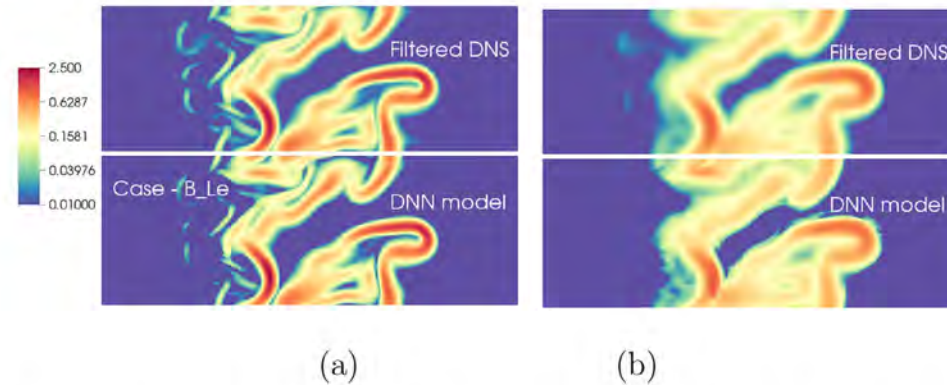 Filtered DNS
Filtered DNS
2.500
0.6287
0.1581
0.03976
0.01000
Case - B_Le
DNN model
DNN model
(a)
(b)